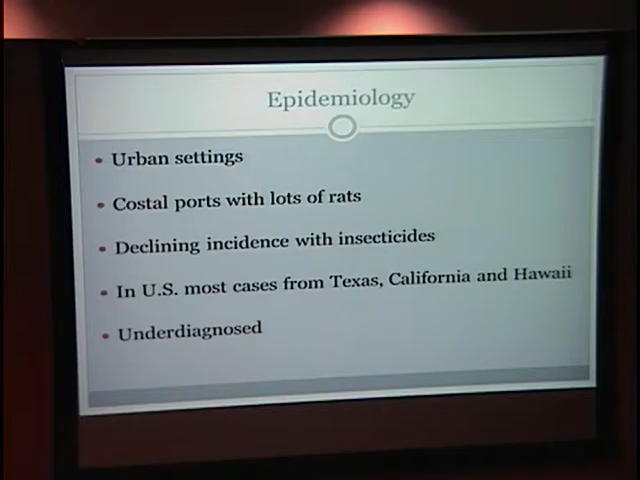 Epidemiology
• Urban settings
• Costal ports with lots of rats
• Declining incidence with insecticides
• In U.S. most cases from Texas, California and Hawaii
• Underdiagnosed